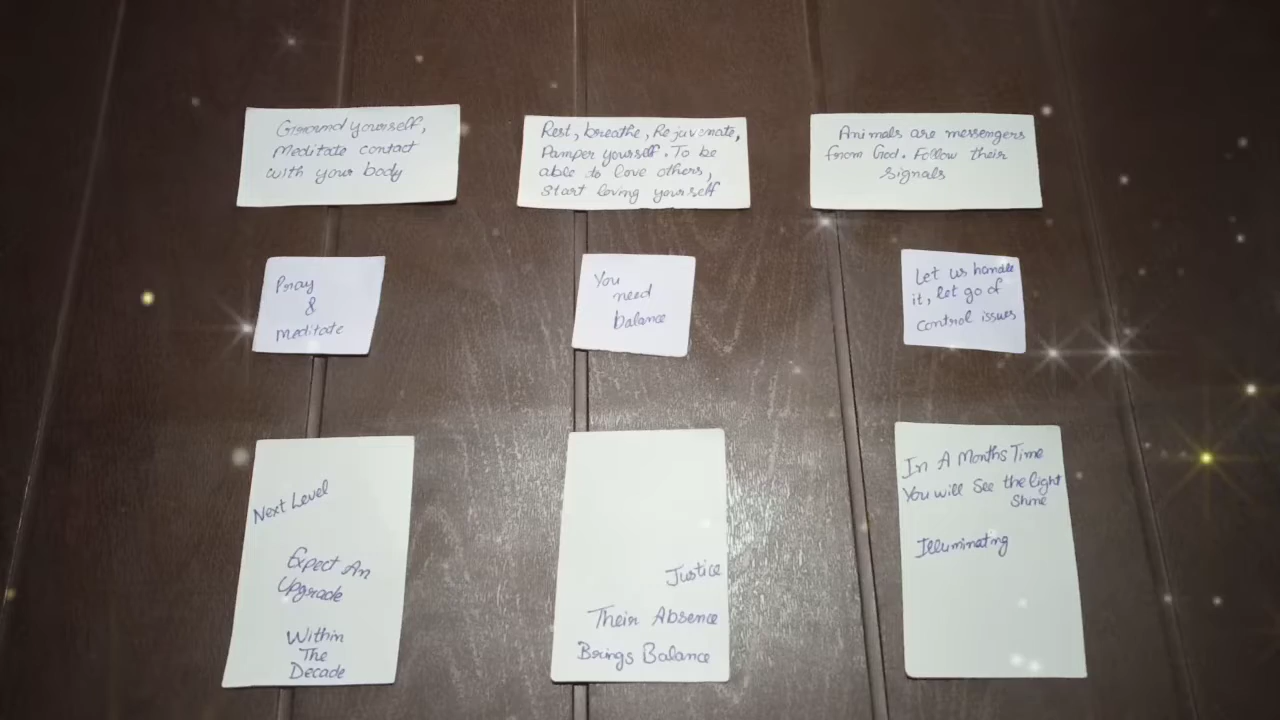 Ground yourself,
Meditate contact
with your body
Rest, breathe, Rejuvenate,
Pamper yourself. To be
able to love others,
Start loving yourself
Animals are messengers
from God. Follow their
Signals
Pray
&
Meditate
You
need
balance
Let us handle
it, let go of
control issues
Next Level
Expect An
Upgrade
Within
The
Decade
Justice
Their Absence
Brings Balance
In A Months Time
You will See the light
Shine
Illuminating